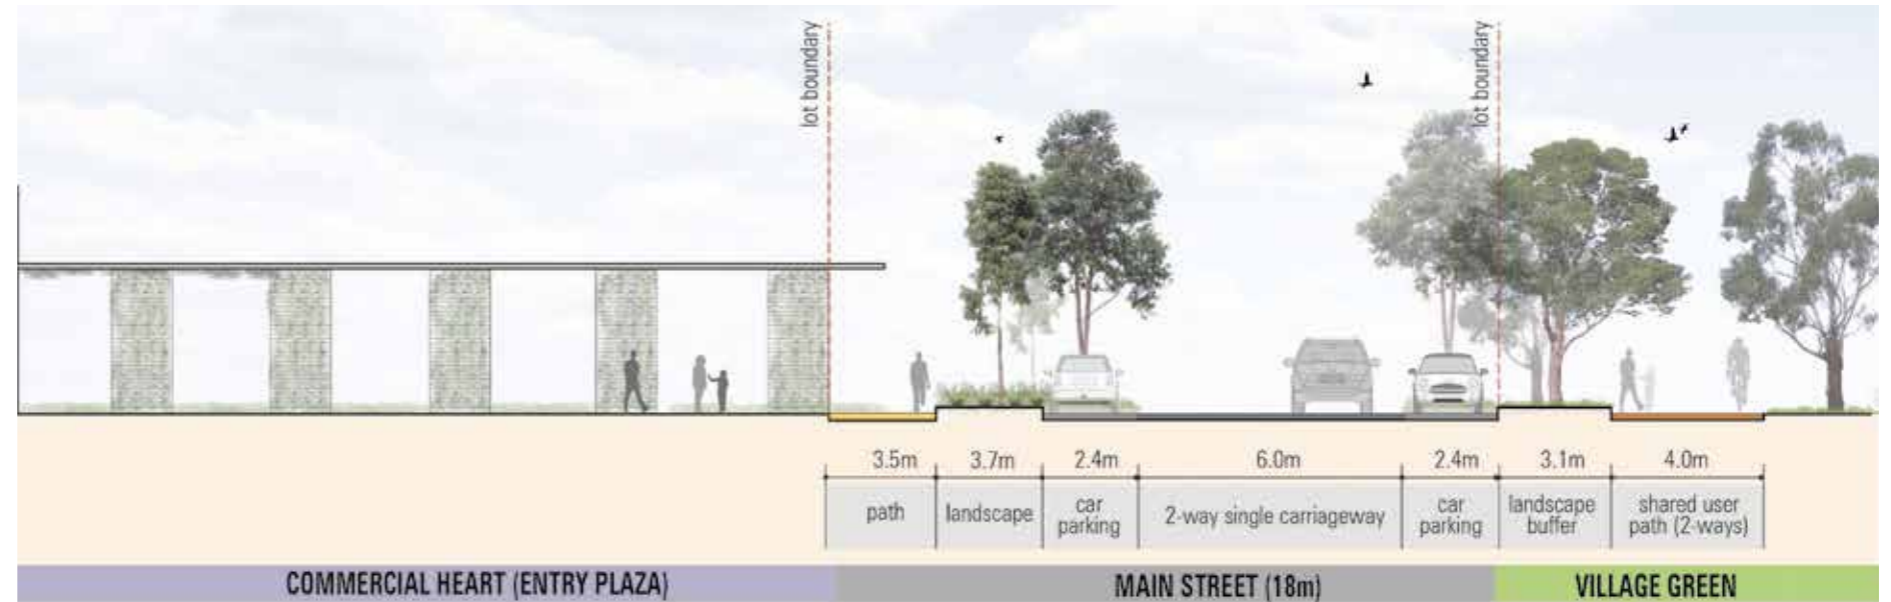 lot boundary
lot boundary
3.5m
3.7m
2.4m
6.0m
2.4m
3.1m
4.0m
path
landscape
car
parking
2-way single carriageway
car
parking
landscape
buffer
shared user
path (2-ways)
COMMERCIAL HEART (ENTRY PLAZA)
MAIN STREET (18m)
VILLAGE GREEN